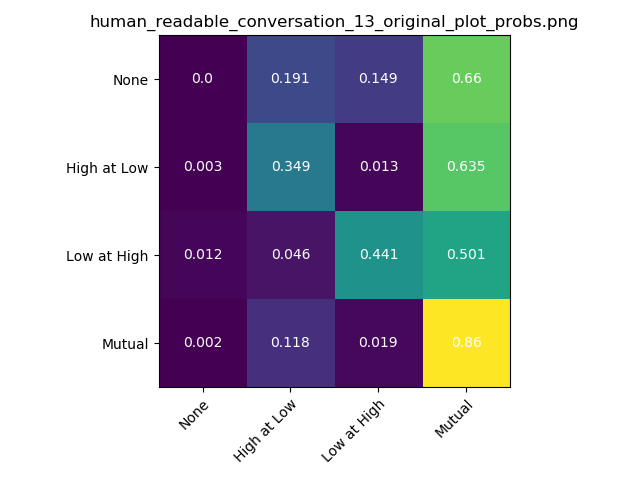 human_readable_conversation_13_original_plot_probs.png
None 0.0 0.191 0.149 0.66
High at Low 0.003 0.349 0.013 0.635
Low at High 0.012 0.046 0.441 0.501
Mutual 0.002 0.118 0.019 0.86
None High at Low Low at High Mutual